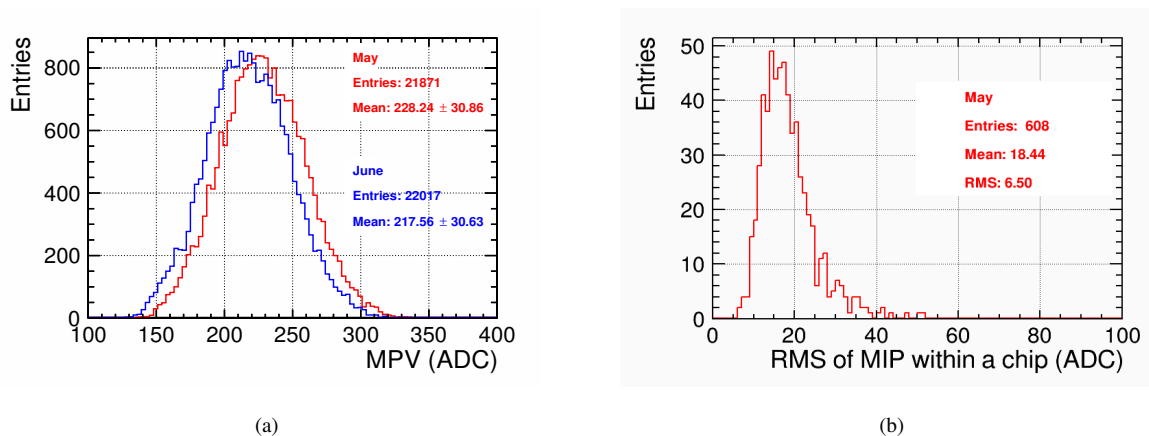 Entries
800
600
400
200
0
100 150 200 250 300 350 400
MPV (ADC)
May
Entries: 21871
Mean: 228.24 ± 30.86
June
Entries: 22017
Mean: 217.56 ± 30.63
(a)
Entries
50
40
30
20
10
0
0 20 40 60 80 100
RMS of MIP within a chip (ADC)
May
Entries: 608
Mean: 18.44
RMS: 6.50
(b)